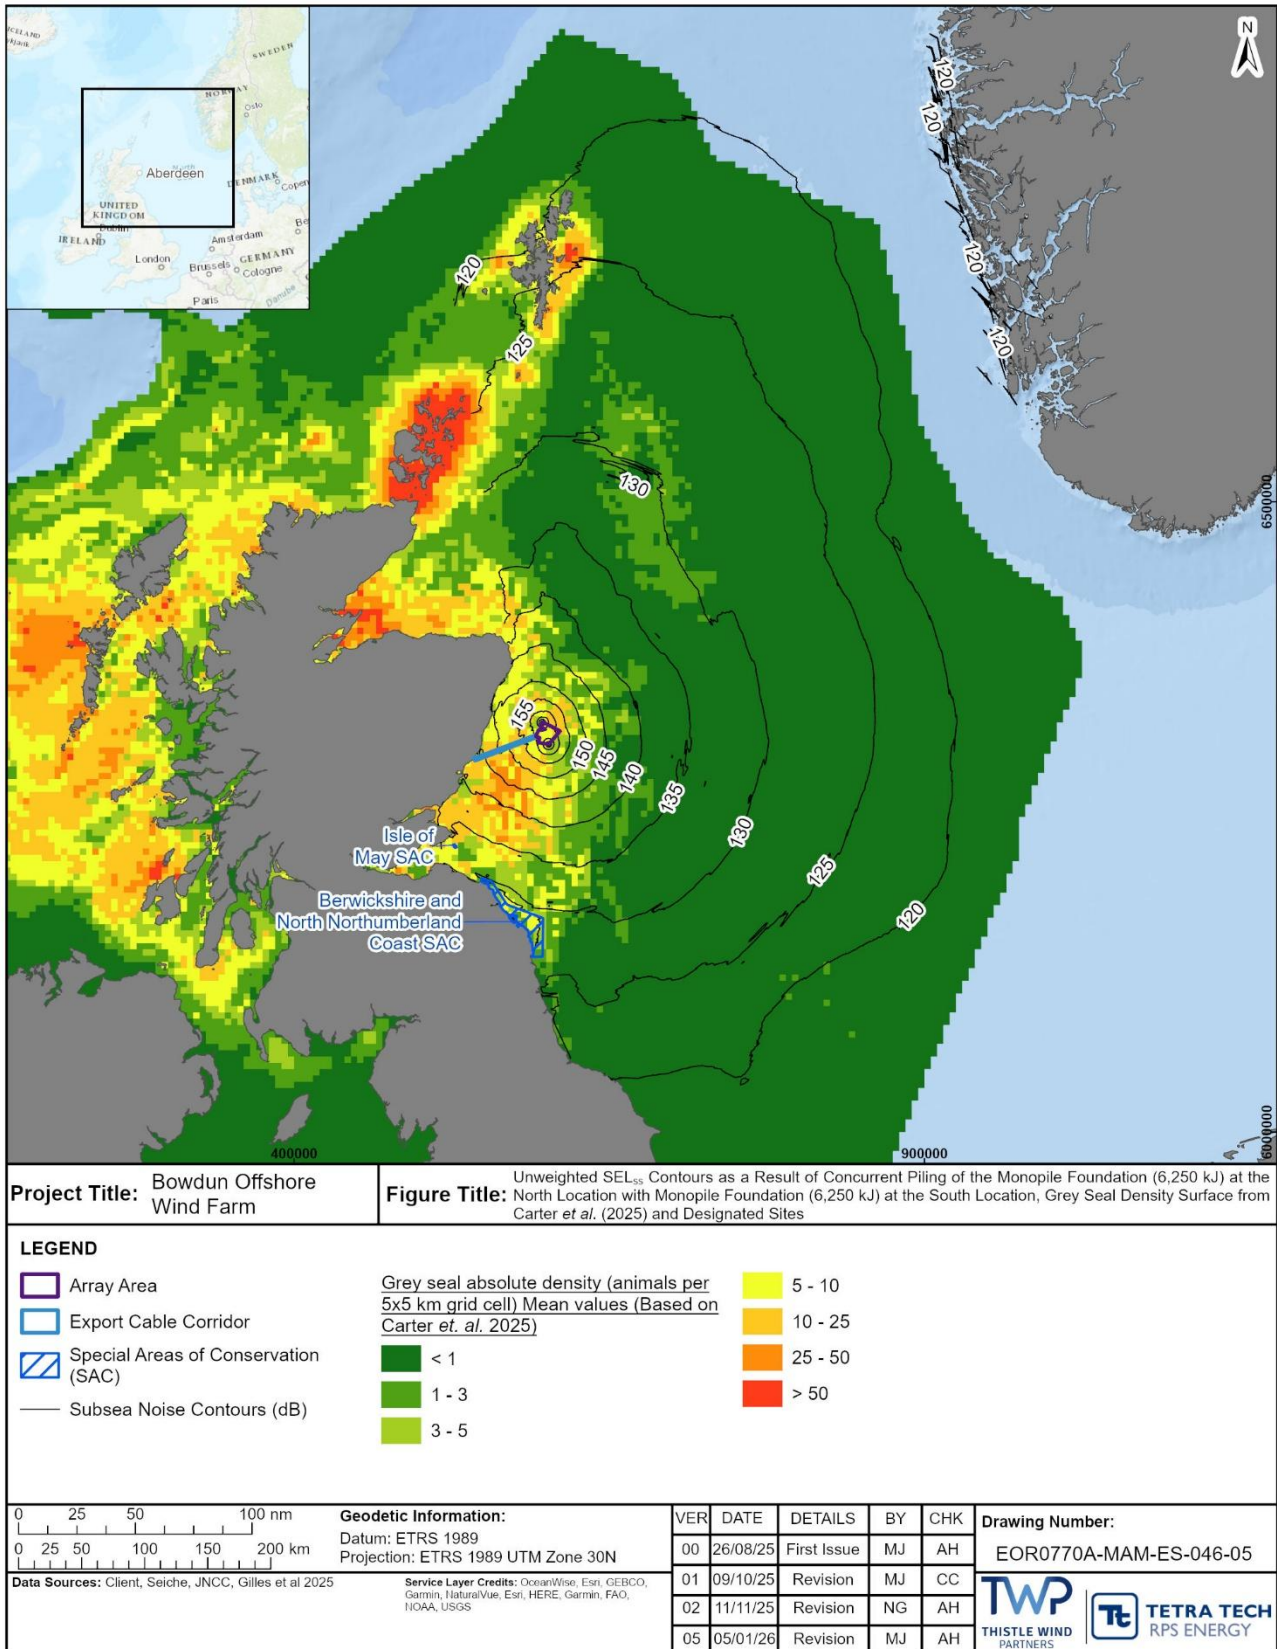 ICELAND
SWEDEN
NORWAY
Oslo
Aberdeen
DENMARK
Copen
UNITED
KINGDOM
Dublin
IRELAND
Amsterdam
London
GERMANY
Brussels
Cologne
Paris
Danube
N
120
120
120
120
120
125
130
6500000
155
150
145
140
135
130
125
120
Isle of
May SAC
Berwickshire and
North Northumberland
Coast SAC
400000
900000
6000000
Project Title: Bowdun Offshore
Wind Farm
Figure Title: Unweighted SELss Contours as a Result of Concurrent Piling of the Monopile Foundation (6,250 kJ) at the
North Location with Monopile Foundation (6,250 kJ) at the South Location, Grey Seal Density Surface from
Carter et al. (2025) and Designated Sites
LEGEND
Array Area
Export Cable Corridor
Special Areas of Conservation
(SAC)
Subsea Noise Contours (dB)
Grey seal absolute density (animals per
5x5 km grid cell) Mean values (Based on
Carter et. al. 2025)
< 1
1 - 3
3 - 5
5 - 10
10 - 25
25 - 50
> 50
0 25 50 100 nm
0 25 50 100 150 200 km
Geodetic Information:
Datum: ETRS 1989
Projection: ETRS 1989 UTM Zone 30N
Data Sources: Client, Seiche, JNCC, Gilles et al 2025
Service Layer Credits: OceanWise, Esri, GEBCO,
Garmin, NaturalVue, Esri, HERE, Garmin, FAO,
NOAA, USGS
VER DATE DETAILS BY CHK
00 26/08/25 First Issue MJ AH
01 09/10/25 Revision MJ CC
02 11/11/25 Revision NG AH
05 05/01/26 Revision MJ AH
Drawing Number:
EOR0770A-MAM-ES-046-05
TWP
THISTLE WIND
PARTNERS
Tt
TETRA TECH
RPS ENERGY